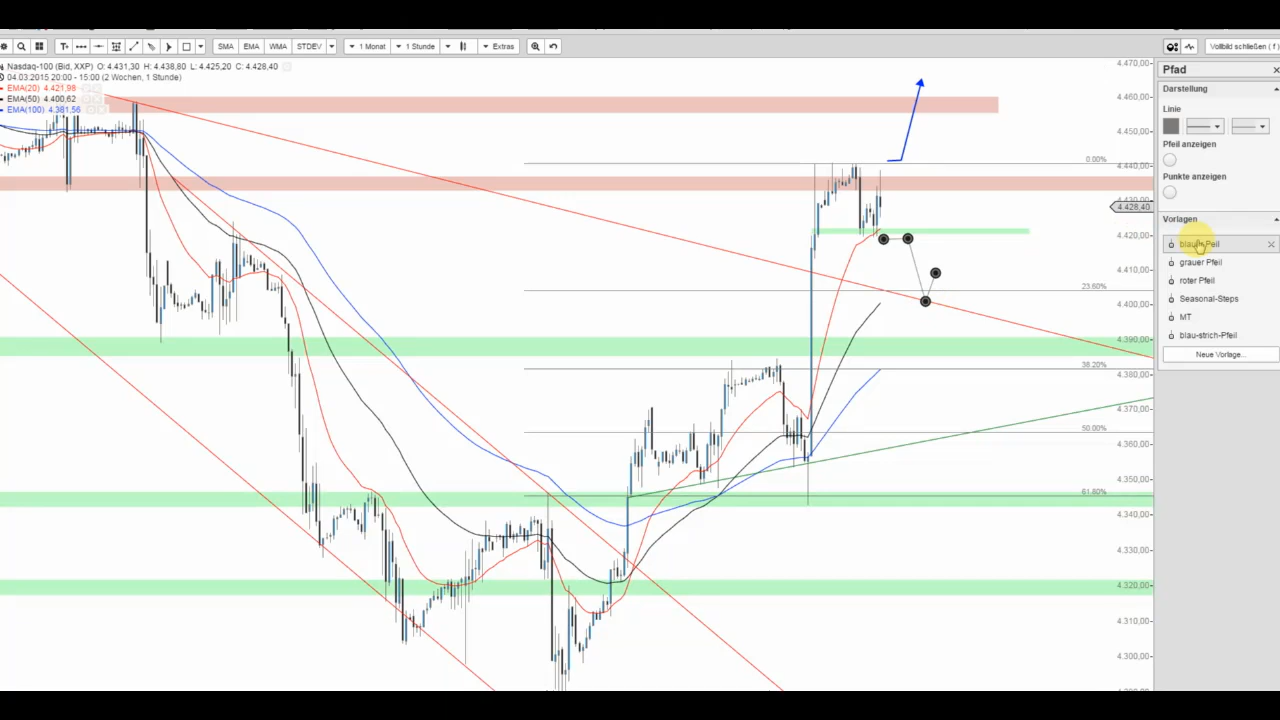 T+ SMA EMA WMA STDEV 1 Monat 1 Stunde Extras Vollbild schließen ( f )
Nasdaq-100 (Bid, XXP) O: 4.431,30 H: 4.438,80 L: 4.425,20 C: 4.428,40
04.03.2015 20:00 - 15:00 (2 Wochen, 1 Stunde)
EMA(20) 4.421,98
EMA(50) 4.400,62
EMA(100) 4.381,56
4.470,00
4.460,00
4.450,00
4.440,00
4.428,40
4.420,00
4.410,00
4.400,00
4.390,00
4.380,00
4.370,00
4.360,00
4.350,00
4.340,00
4.330,00
4.320,00
4.310,00
4.300,00
0.00%
23.60%
38.20%
50.00%
61.80%
Pfad
Darstellung
Linie
Pfeil anzeigen
Punkte anzeigen
Vorlagen
blauer Pfeil
grauer Pfeil
roter Pfeil
Seasonal-Steps
MT
blau-strich-Pfeil
Neue Vorlage...